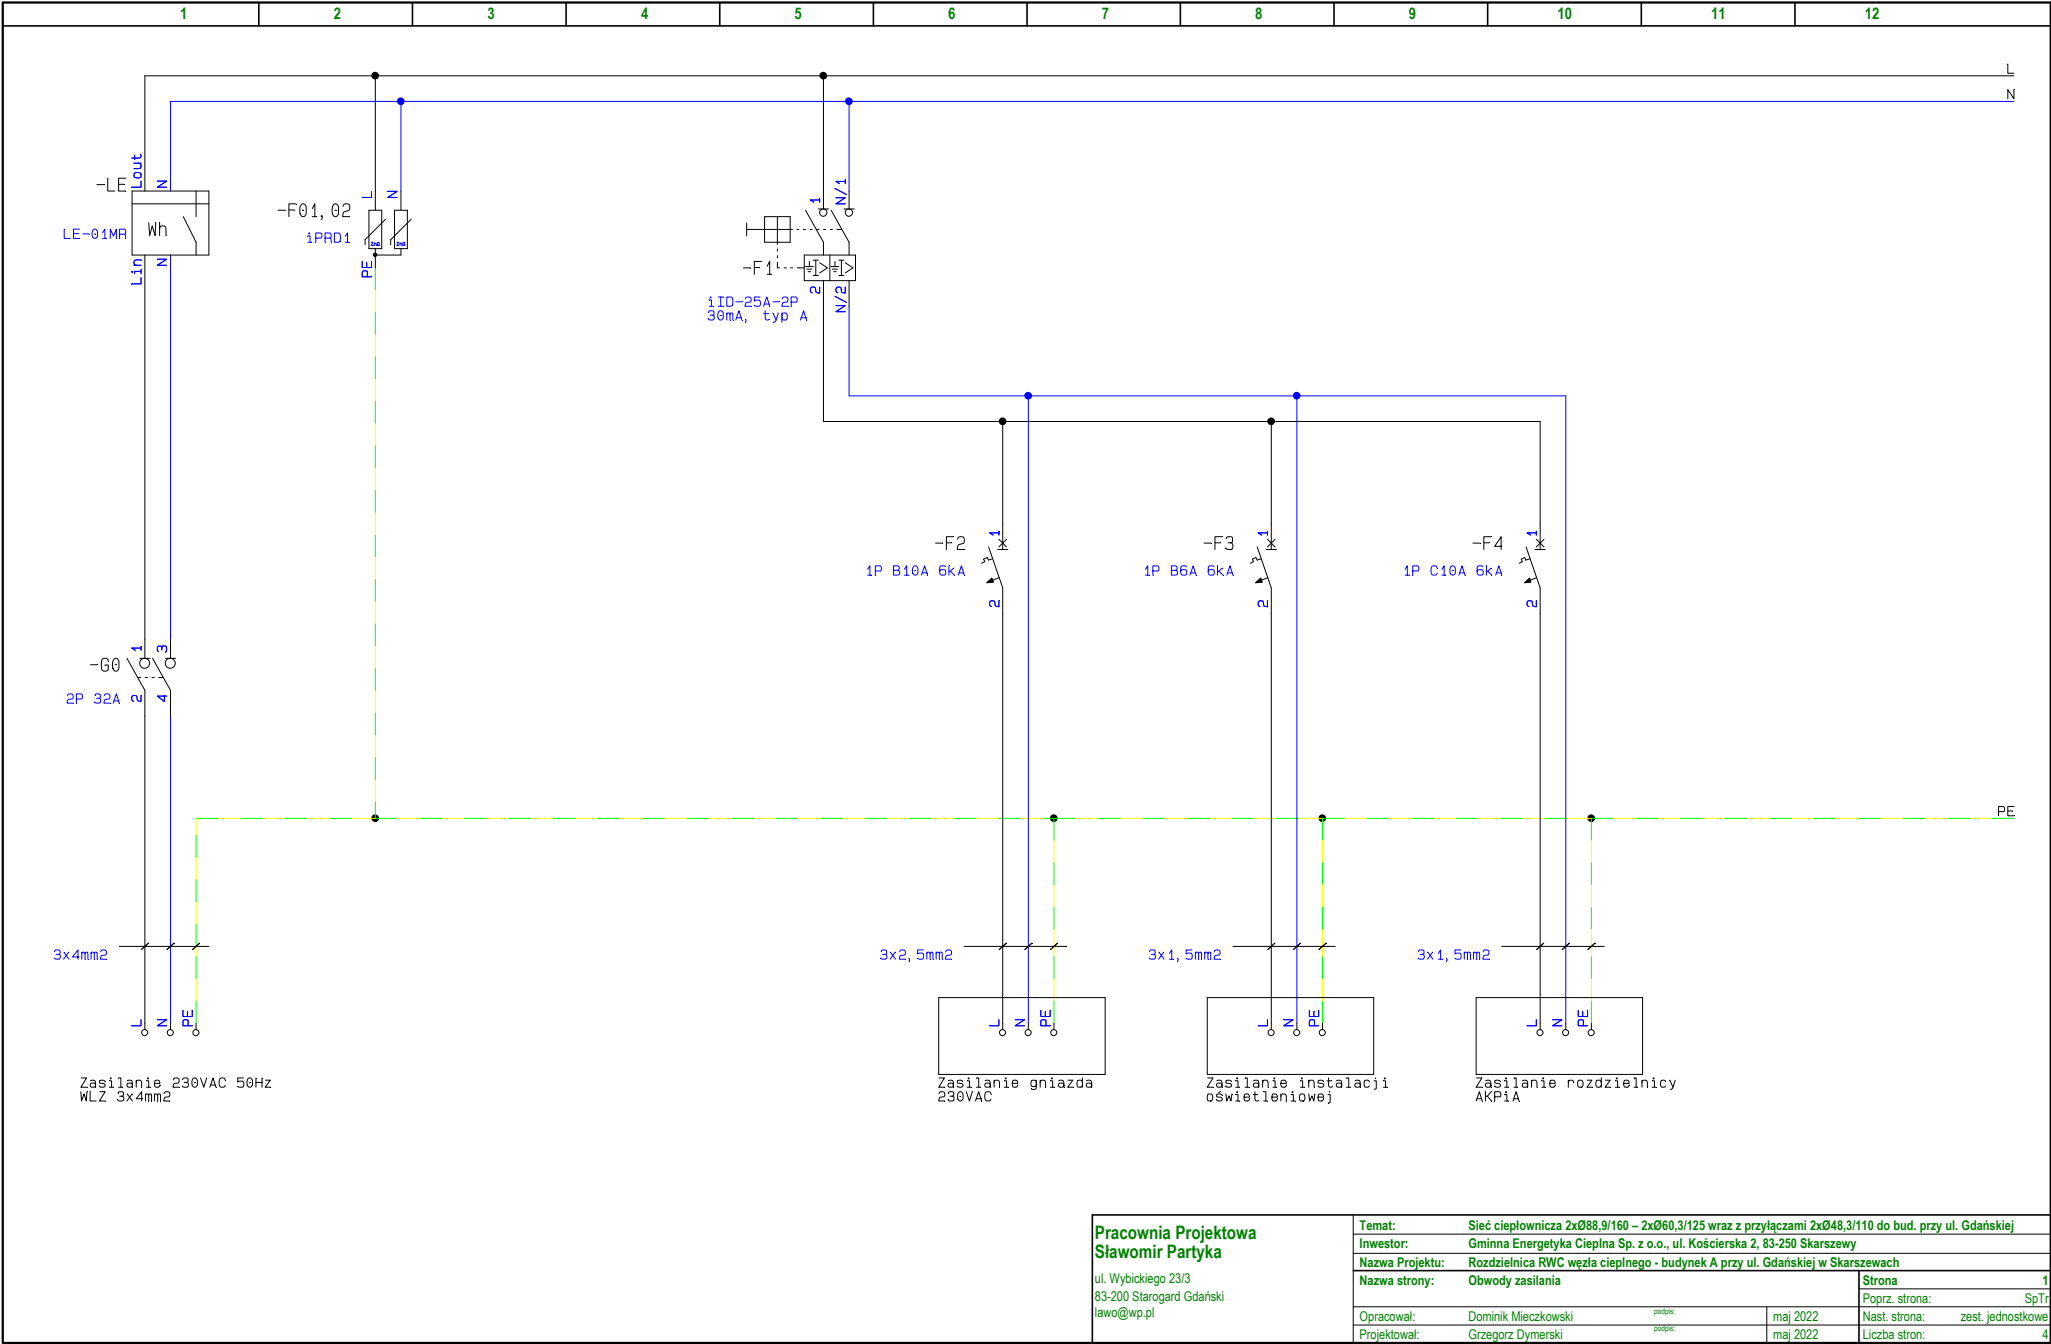 1 2 3 4 5 6 7 8 9 10 11 12
L
N
Lout N
-LE
LE-01MR
Wh
Lin N
L N
-F01,02
iPRD1
PE
1 N/1
-F1
2 N/2
iID-25A-2P
30mA, typ A
-F2
1P B10A 6kA
1
2
-F3
1P B6A 6kA
1
2
-F4
1P C10A 6kA
1
2
1 3
-G0
2P 32A
2 4
PE
3x4mm2
3x2,5mm2
3x1,5mm2
3x1,5mm2
L N PE
L N PE
L N PE
L N PE
Zasilanie 230VAC 50Hz
WLZ 3x4mm2
Zasilanie gniazda
230VAC
Zasilanie instalacji
oświetleniowej
Zasilanie rozdzielnicy
AKPiA
Pracownia Projektowa
Sławomir Partyka
ul. Wybickiego 23/3
83-200 Starogard Gdański
lawo@wp.pl
Temat: Sieć ciepłownicza 2xØ88,9/160 – 2xØ60,3/125 wraz z przyłączami 2xØ48,3/110 do bud. przy ul. Gdańskiej
Inwestor: Gminna Energetyka Cieplna Sp. z o.o., ul. Kościerska 2, 83-250 Skarszewy
Nazwa Projektu: Rozdzielnica RWC węzła cieplnego - budynek A przy ul. Gdańskiej w Skarszewach
Nazwa strony: Obwody zasilania
Strona 1
Poprz. strona: SpTr
Opracował: Dominik Mieczkowski podpis: maj 2022
Nast. strona: zest. jednostkowe
Projektował: Grzegorz Dymerski podpis: maj 2022
Liczba stron: 4